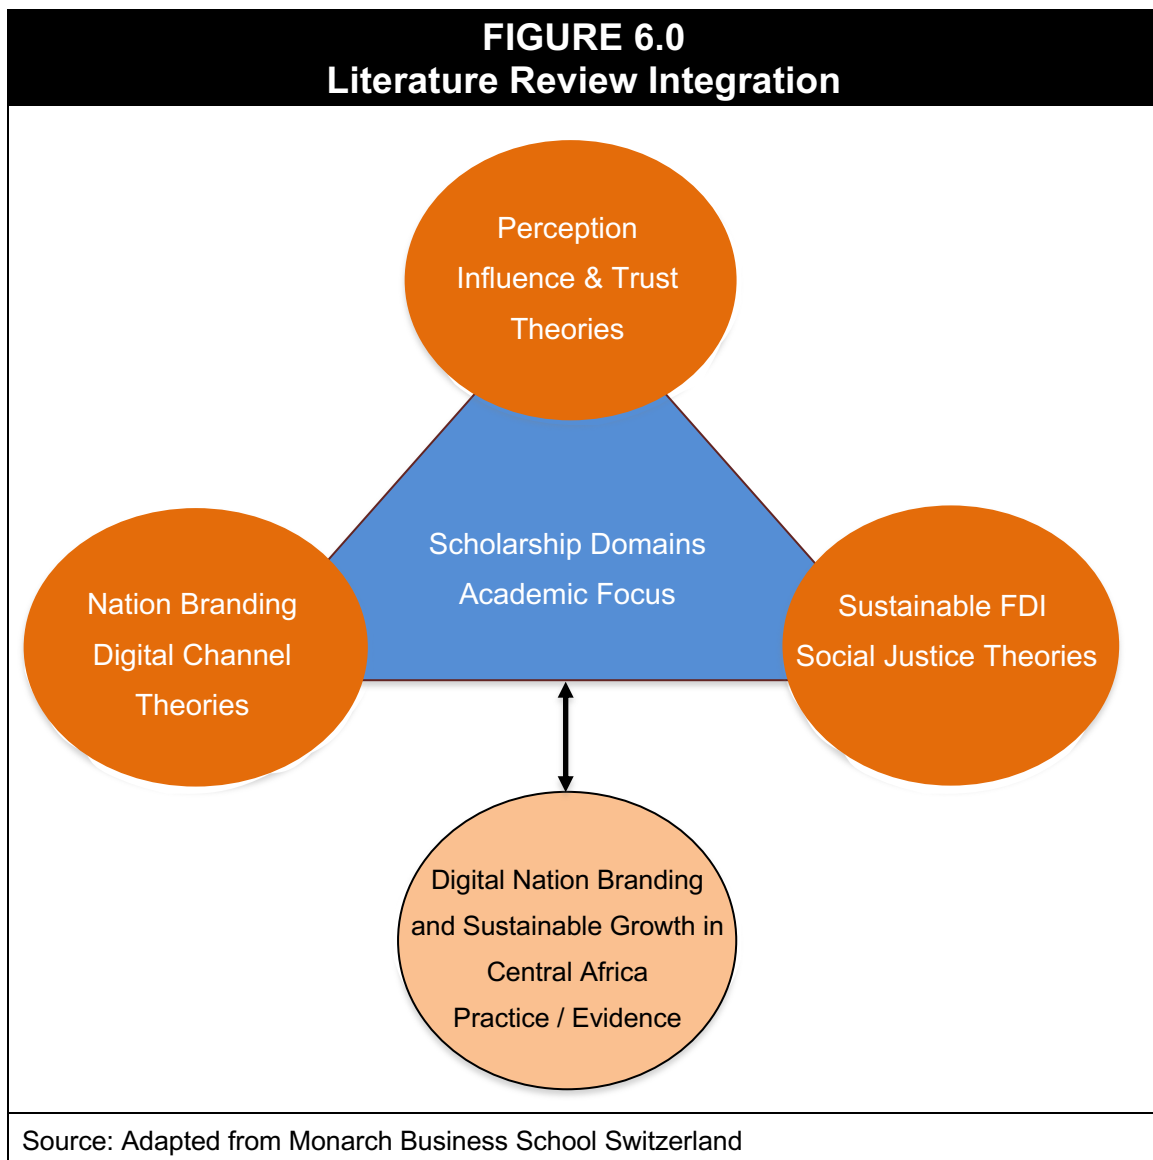 FIGURE 6.0
Literature Review Integration
Perception
Influence & Trust
Theories
Scholarship Domains
Academic Focus
Nation Branding
Digital Channel
Theories
Sustainable FDI
Social Justice Theories
Digital Nation Branding
and Sustainable Growth in
Central Africa
Practice / Evidence
Source: Adapted from Monarch Business School Switzerland